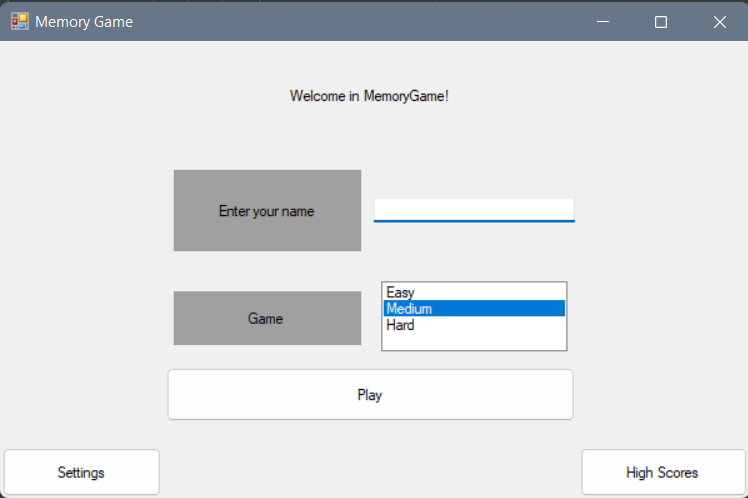 Memory Game
Welcome in MemoryGame!
Enter your name
Game
Easy
Medium
Hard
Play
Settings
High Scores